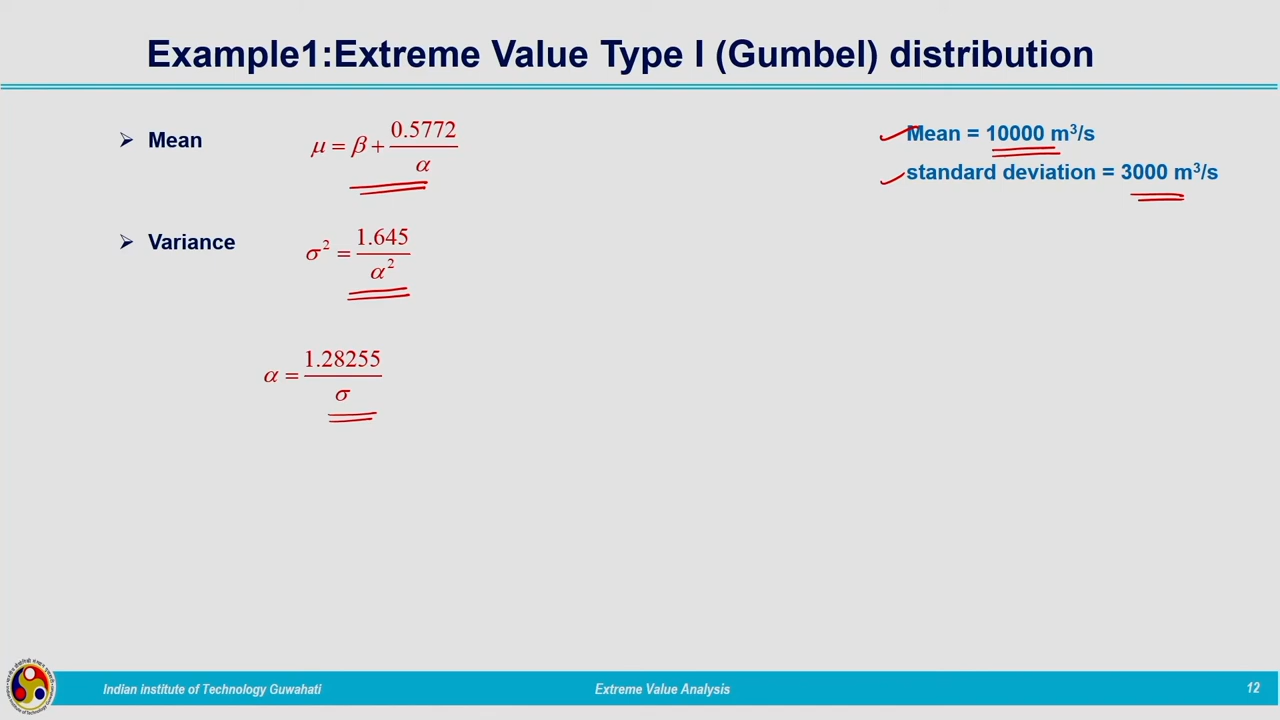 Example1:Extreme Value Type I (Gumbel) distribution
➢ Mean μ = β + 0.5772 / α
Mean = 10000 m³/s
standard deviation = 3000 m³/s
➢ Variance σ² = 1.645 / α²
α = 1.28255 / σ
Indian institute of Technology Guwahati Extreme Value Analysis 12